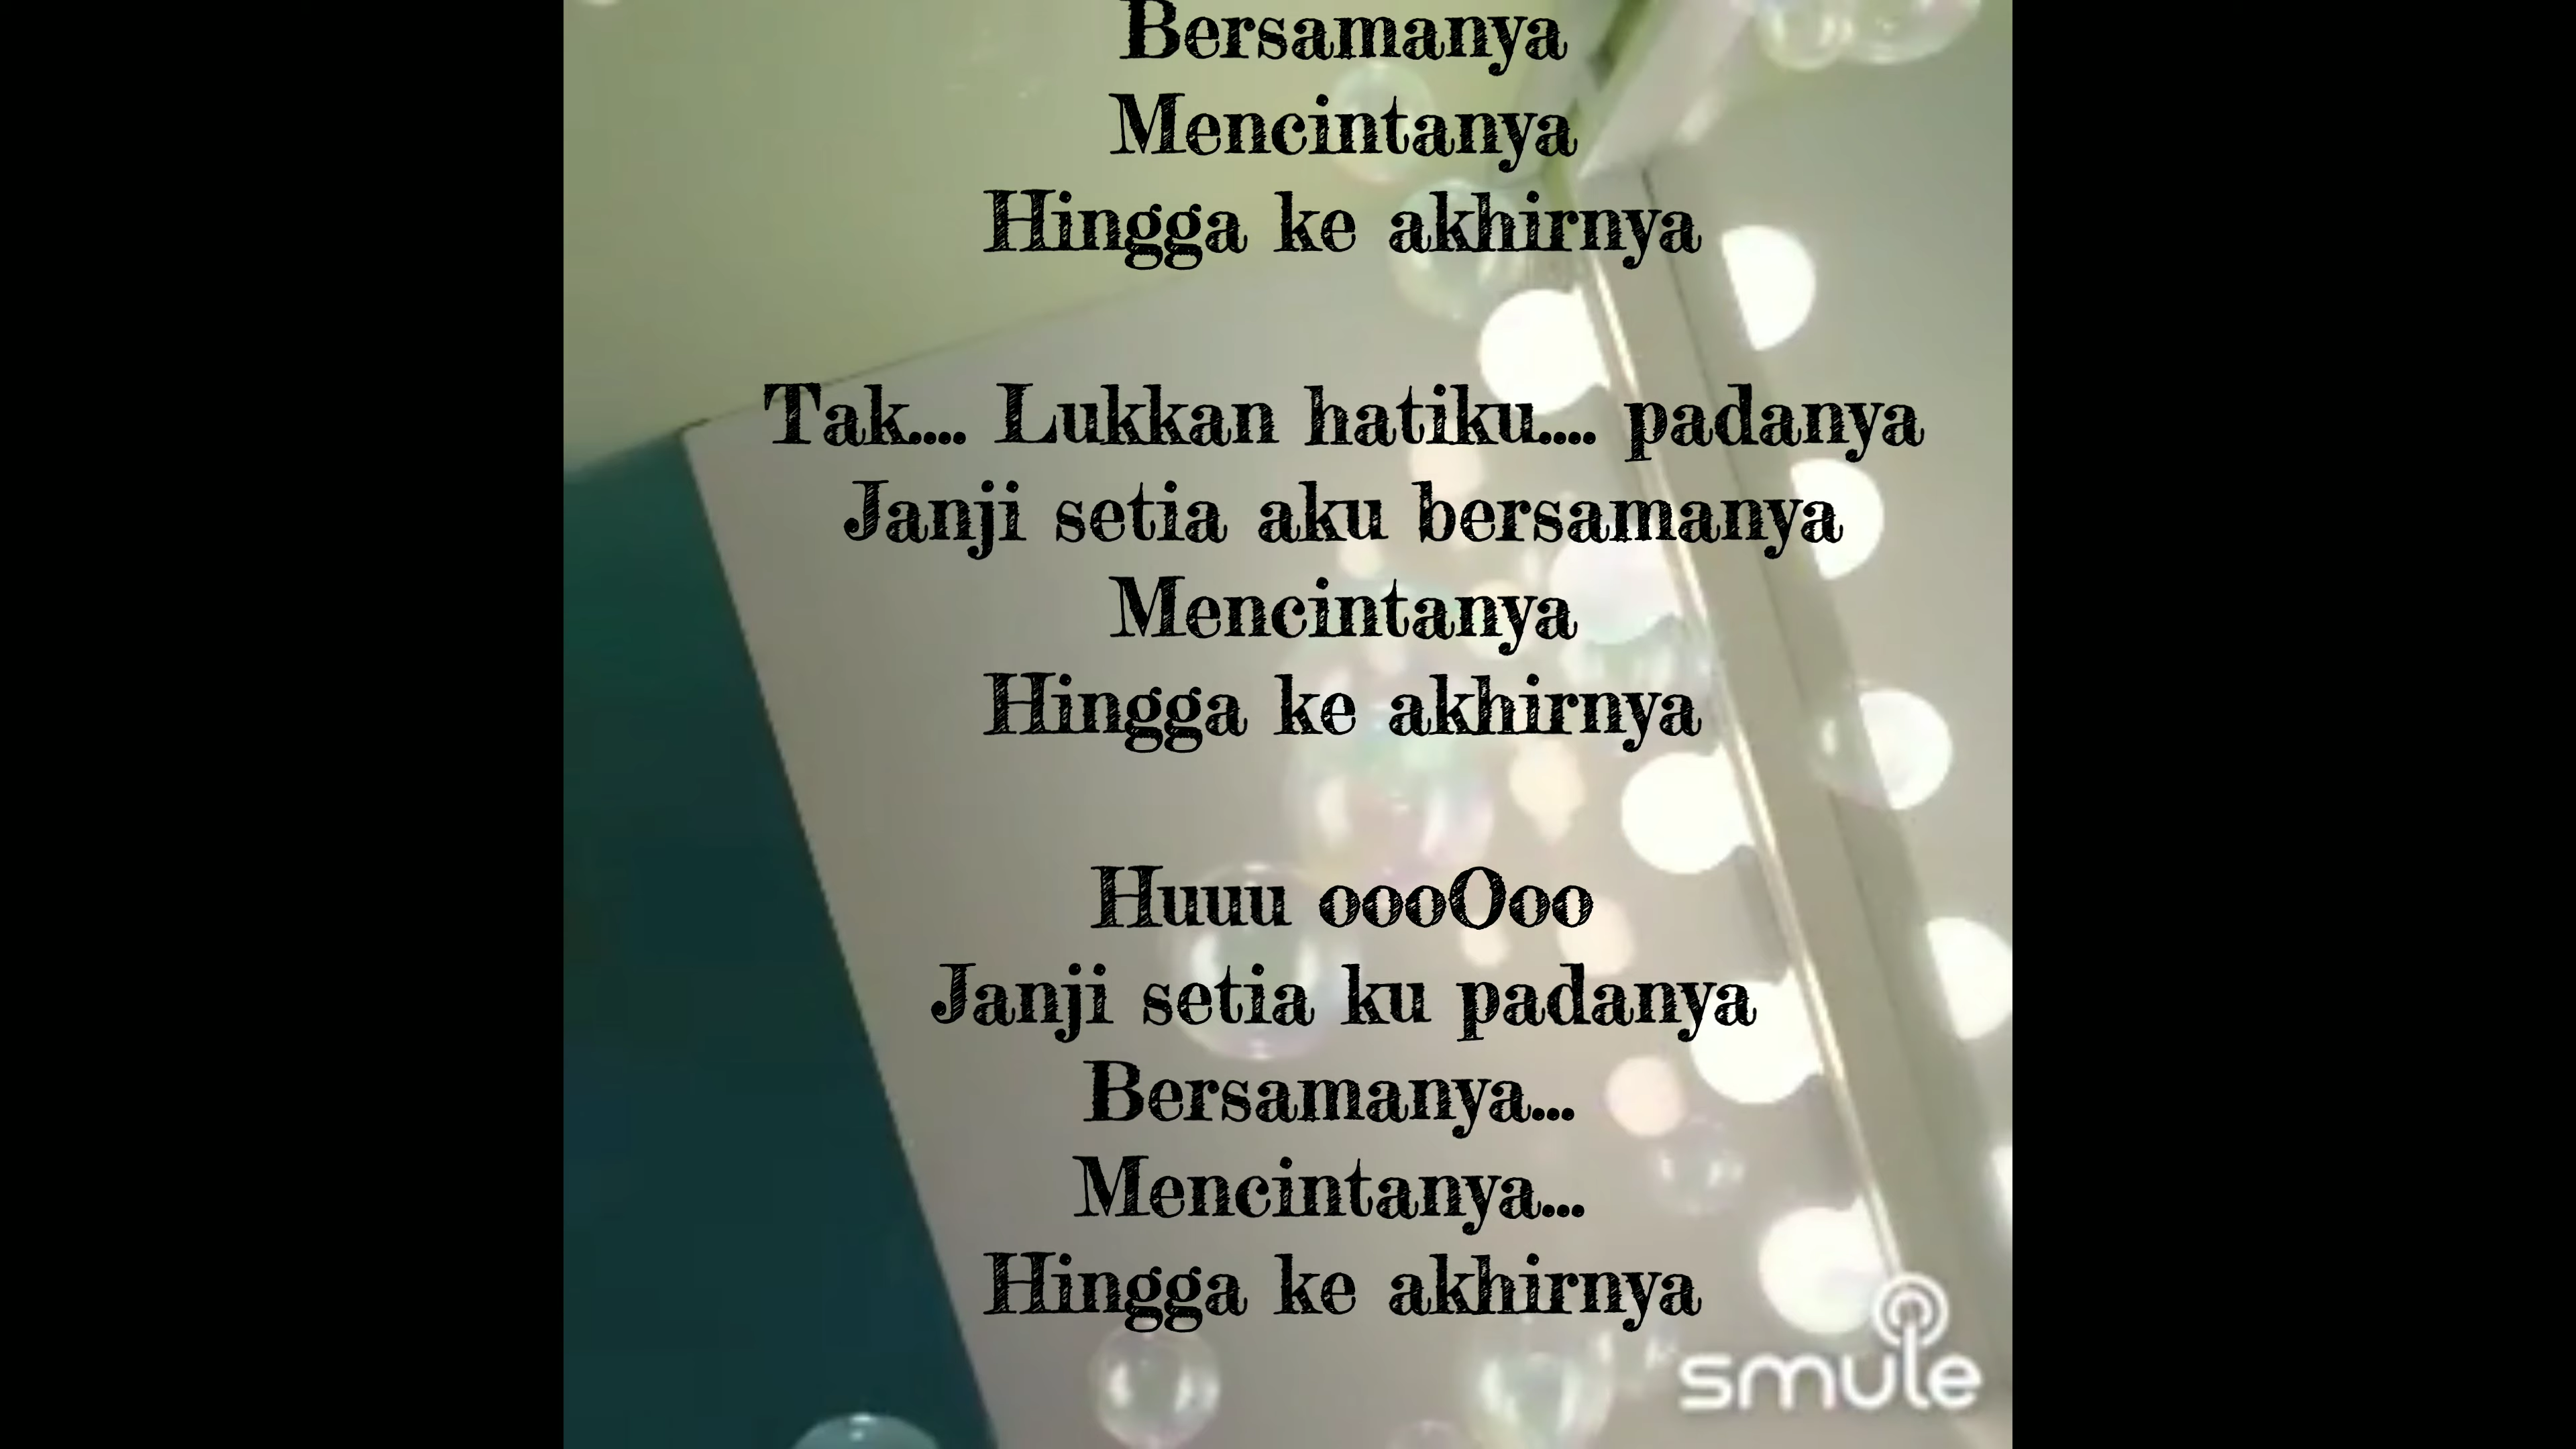 Bersamanya
Mencintanya
Hingga ke akhirnya
Tak.... Lukkan hatiku.... padanya
Janji setia aku bersamanya
Mencintanya
Hingga ke akhirnya
Huuu oooOoo
Janji setia ku padanya
Bersamanya...
Mencintanya...
Hingga ke akhirnya
smule